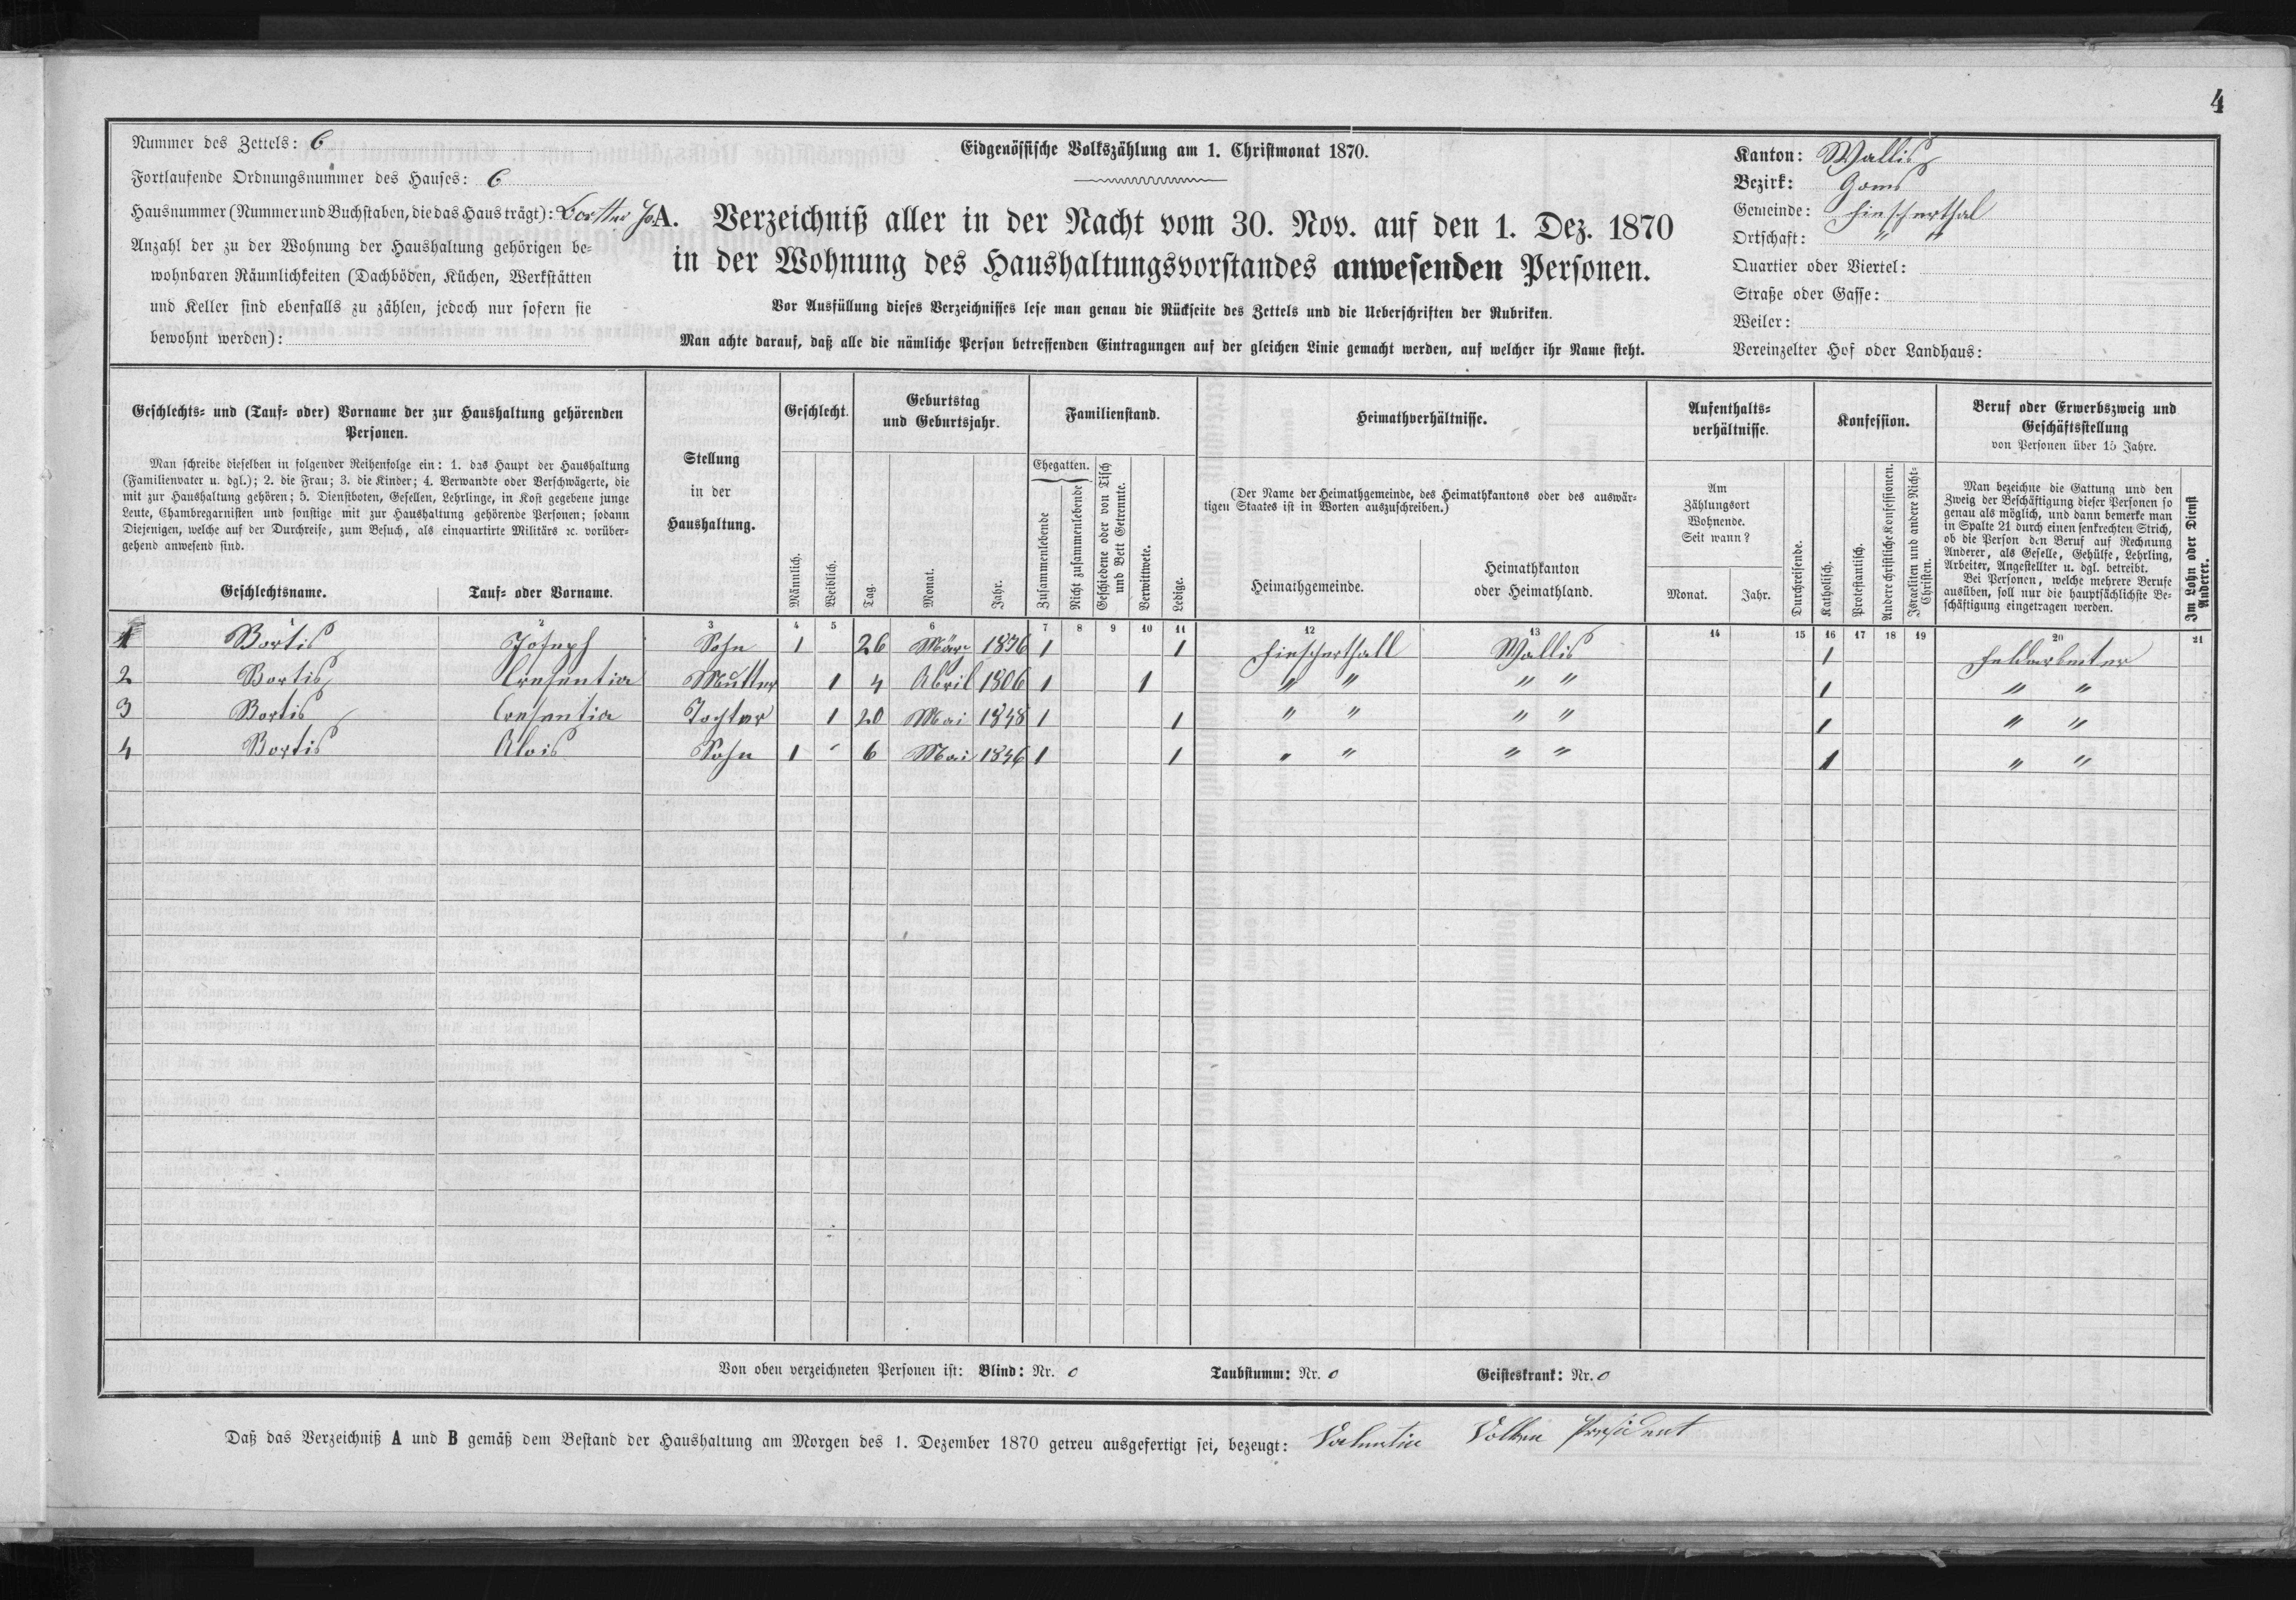 4
Nummer des Zettels: 6
Fortlaufende Ordnungsnummer des Hauses: 6
Hausnummer (Nummer und Buchstaben, die das Haus trägt):
Anzahl der zu der Wohnung der Haushaltung gehörigen be-
wohnbaren Räumlichkeiten (Dachböden, Küchen, Werkstätten
und Keller sind ebenfalls zu zählen, jedoch nur sofern sie
bewohnt werden):
Eidgenössische Volkszählung am 1. Christmonat 1870.
A. Verzeichniß aller in der Nacht vom 30. Nov. auf den 1. Dez. 1870
in der Wohnung des Haushaltungsvorstandes anwesenden Personen.
Vor Ausfüllung dieses Verzeichnisses lese man genau die Rückseite des Zettels und die Ueberschriften der Rubriken.
Man achte darauf, daß alle die nämliche Person betreffenden Eintragungen auf der gleichen Linie gemacht werden, auf welcher ihr Name steht.
Kanton: Wallis
Bezirk: Goms
Gemeinde: Fiescherthal
Ortschaft: " "
Quartier oder Viertel:
Straße oder Gasse:
Weiler:
Vereinzelter Hof oder Landhaus:
Geschlechts- und (Tauf- oder) Vorname der zur Haushaltung gehörenden
Personen.
Man schreibe dieselben in folgender Reihenfolge ein: 1. das Haupt der Haushaltung
(Familienvater u. dgl.); 2. die Frau; 3. die Kinder; 4. Verwandte oder Verschwägerte, die
mit zur Haushaltung gehören; 5. Dienstboten, Gesellen, Lehrlinge, in Kost gegebene junge
Leute, Chambregarnisten und sonstige mit zur Haushaltung gehörende Personen; sodann
Diejenigen, welche auf der Durchreise, zum Besuch, als einquartirte Militärs ꝛc. vorüber-
gehend anwesend sind.
Geschlechtsname. Tauf- oder Vorname.
Stellung
in der
Haushaltung.
Geschlecht.
Männlich. Weiblich.
Geburtstag
und Geburtsjahr.
Tag. Monat. Jahr.
Familienstand.
Ehegatten.
Zusammenlebende
Nicht zusammenlebende
Geschiedene oder von Tisch
und Bett Getrennte.
Verwittwete.
Ledige.
Heimathverhältnisse.
(Der Name der Heimathgemeinde, des Heimathkantons oder des auswär-
tigen Staates ist in Worten auszuschreiben.)
Heimathgemeinde.
Heimathkanton
oder Heimathland.
Aufenthalts-
verhältnisse.
Am
Zählungsort
Wohnende.
Seit wann?
Monat. Jahr.
Durchreisende.
Konfession.
Katholisch.
Protestantisch.
Andere christliche Konfessionen.
Israeliten und andere Nicht-
Christen.
Beruf oder Erwerbszweig und
Geschäftsstellung
von Personen über 15 Jahre.
Man bezeichne die Gattung und den
Zweig der Beschäftigung dieser Personen so
genau als möglich, und dann bemerke man
in Spalte 21 durch einen senkrechten Strich,
ob die Person den Beruf auf Rechnung
Anderer, als Geselle, Gehülfe, Lehrling,
Arbeiter, Angestellter u. dgl. betreibt.
Bei Personen, welche mehrere Berufe
ausüben, soll nur die hauptsächlichste Be-
schäftigung eingetragen werden.
Im Lohn oder Dienst
Anderer.
1 2 3 4 5 6 7 8 9 10 11 12 13 14 15 16 17 18 19 20 21
1 Bortis Joseph Sohn 1 26 März 1836 1 1 Fiescherthall Wallis 1 Feldarbeiter
2 Bortis Cresentia Mutter 1 4 Abril 1806 1 1 " " " " 1 " "
3 Bortis Cresentia Tochter 1 20 Mai 1848 1 1 " " " " 1 " "
4 Bortis Alois Sohn 1 6 Mai 1846 1 1 " " " " 1 " "
Von oben verzeichneten Personen ist: Blind: Nr. 0 Taubstumm: Nr. 0 Geisteskrank: Nr. 0
Daß das Verzeichniß A und B gemäß dem Bestand der Haushaltung am Morgen des 1. Dezember 1870 getreu ausgefertigt sei, bezeugt: Valentin Volken President